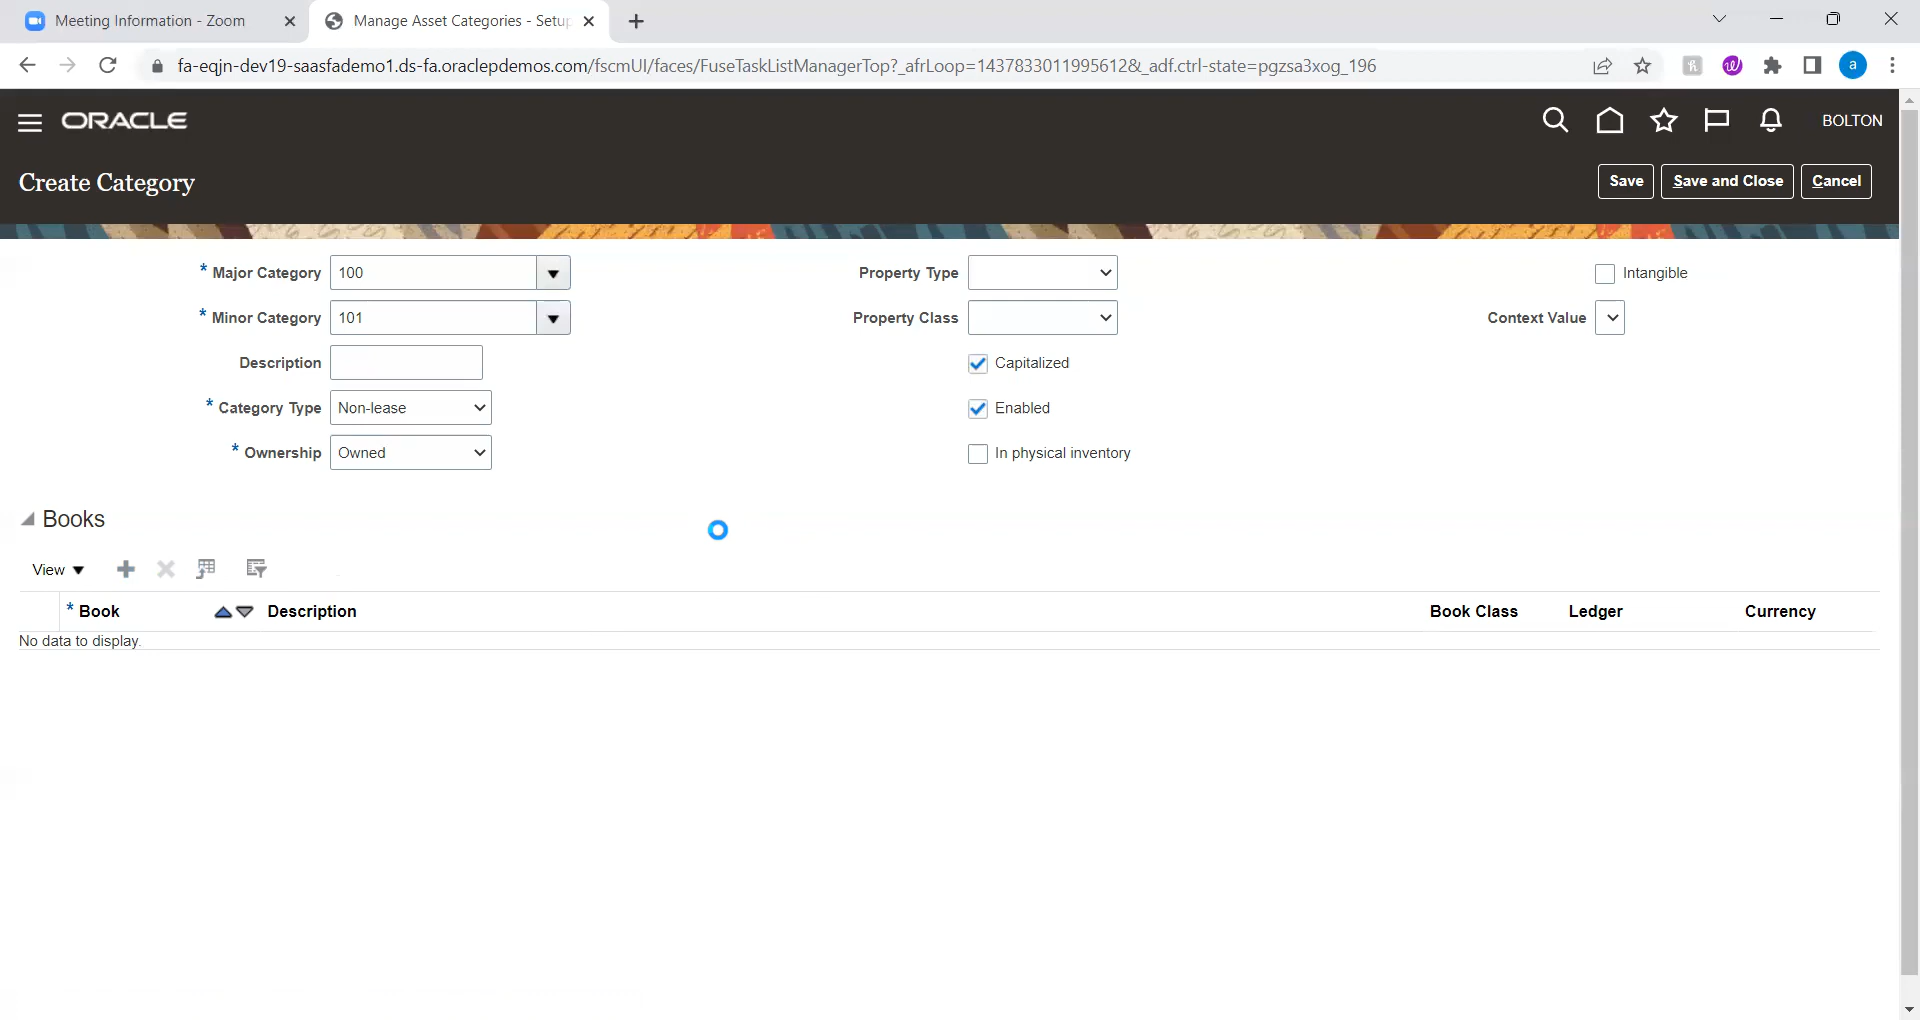 Meeting Information - Zoom
Manage Asset Categories - Setup
fa-eqjn-dev19-saasfademo1.ds-fa.oraclepdemos.com/fscmUI/faces/FuseTaskListManagerTop?_afrLoop=14378330119956128&_adf.ctrl-state=pgzsa3xog_196
a
ORACLE
BOLTON
Create Category
Save
Save and Close
Cancel
* Major Category 100
Property Type
Intangible
* Minor Category 101
Property Class
Context Value
Description
Capitalized
* Category Type Non-lease
Enabled
* Ownership Owned
In physical inventory
Books
View
* Book
Description
Book Class
Ledger
Currency
No data to display.